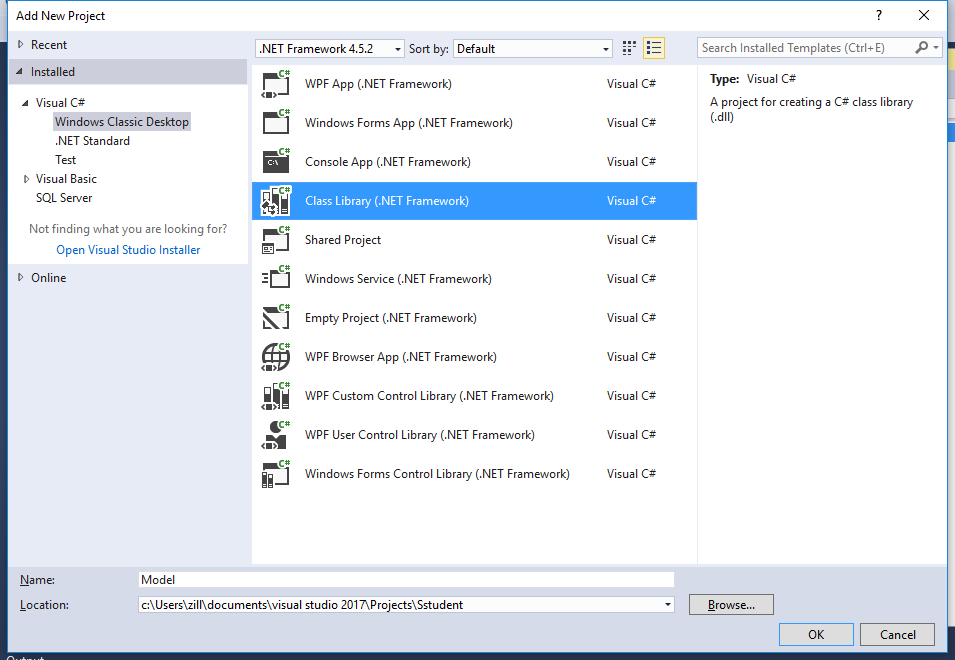 Add New Project
?
Recent
Installed
Visual C#
Windows Classic Desktop
.NET Standard
Test
Visual Basic
SQL Server
Not finding what you are looking for?
Open Visual Studio Installer
Online
.NET Framework 4.5.2
Sort by:
Default
Search Installed Templates (Ctrl+E)
C#
WPF App (.NET Framework)
Visual C#
C#
Windows Forms App (.NET Framework)
Visual C#
C#
C:\
Console App (.NET Framework)
Visual C#
C#
Class Library (.NET Framework)
Visual C#
C#
Shared Project
Visual C#
C#
Windows Service (.NET Framework)
Visual C#
C#
Empty Project (.NET Framework)
Visual C#
C#
WPF Browser App (.NET Framework)
Visual C#
C#
WPF Custom Control Library (.NET Framework)
Visual C#
C#
WPF User Control Library (.NET Framework)
Visual C#
C#
Windows Forms Control Library (.NET Framework)
Visual C#
Type: Visual C#
A project for creating a C# class library
(.dll)
Name:
Model
Location:
c:\Users\zill\documents\visual studio 2017\Projects\Sstudent
Browse...
OK
Cancel
Output